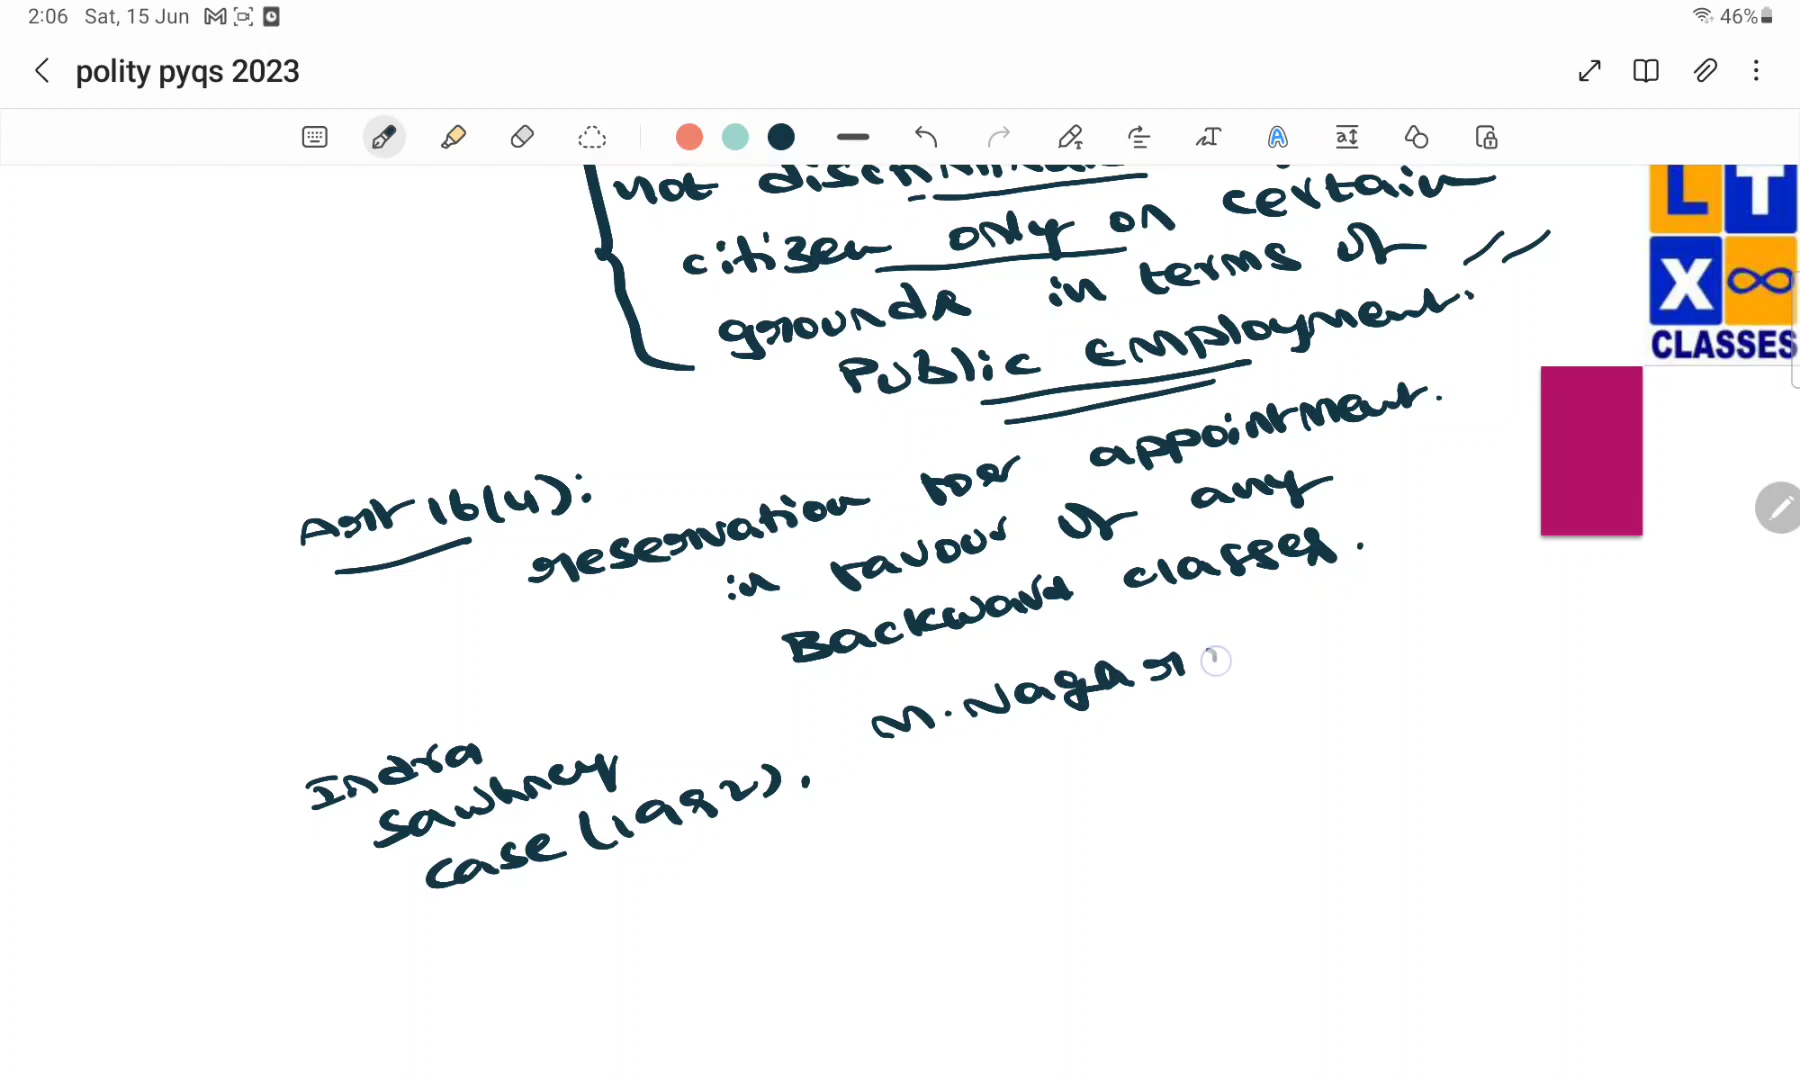 2:06 Sat, 15 Jun
46%
polity pyqs 2023
not
citizen only on certain
grounds in terms of
Public Employment.
Art 16(4):
reservation for appointment.
in favour of any
Backward classes.
M. Nagar
Indra
Sawhney
case (1992).
LT
X∞
CLASSES